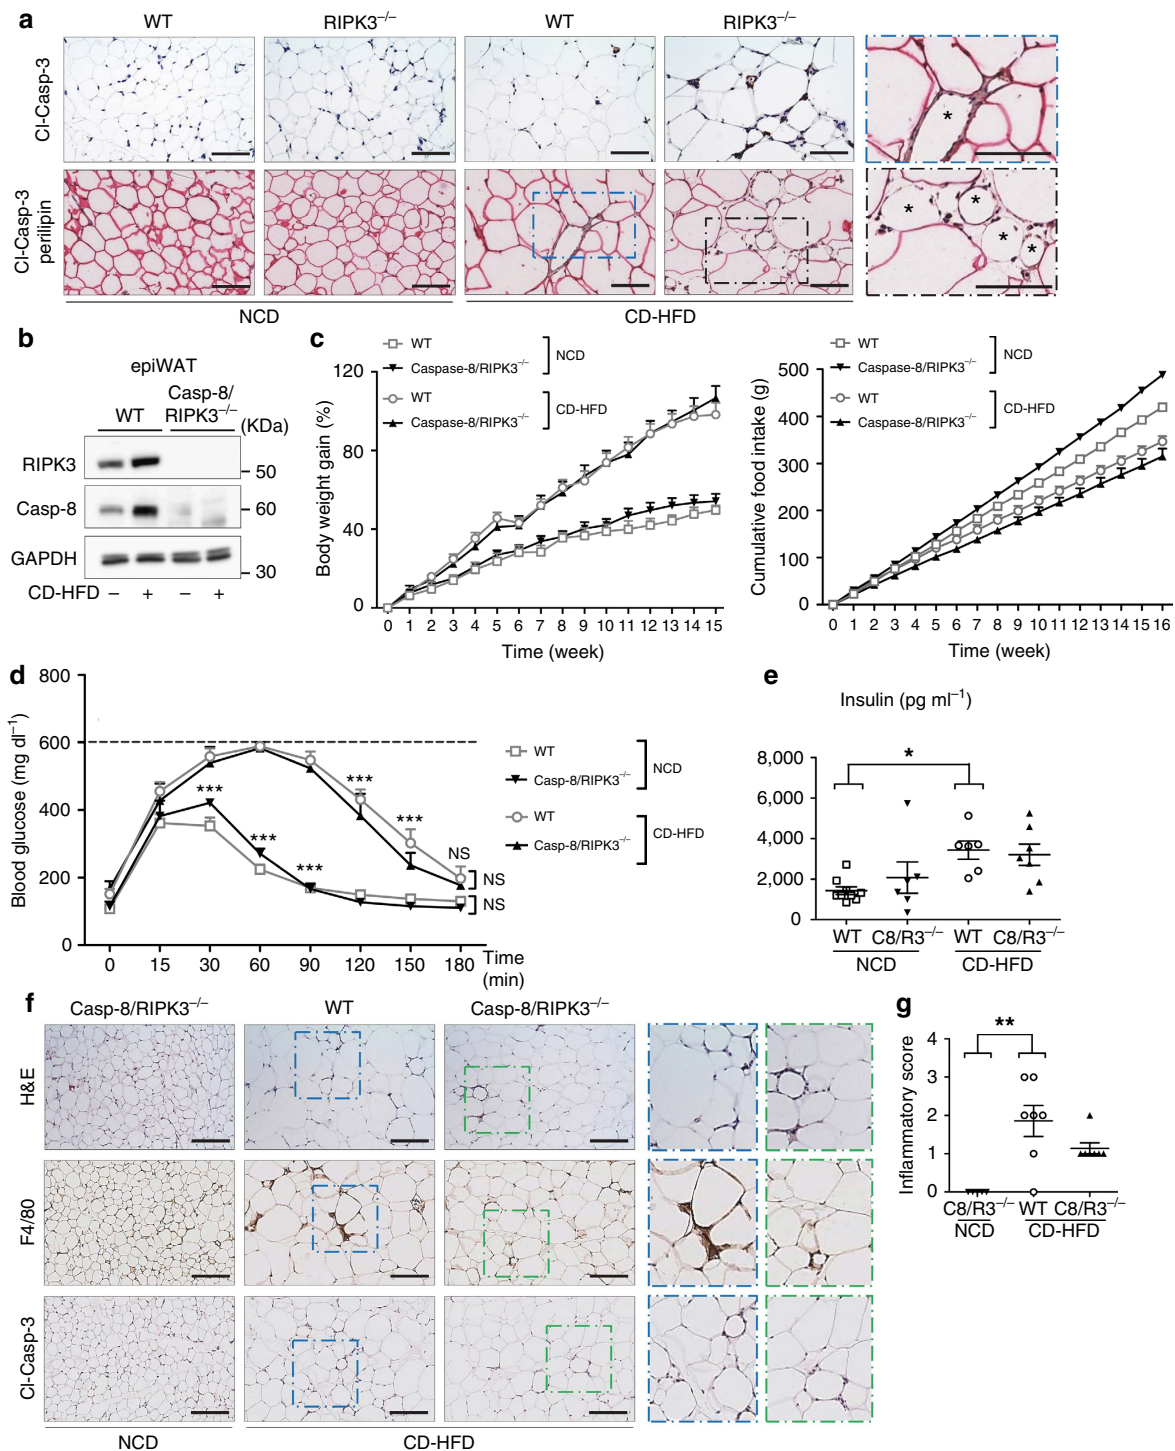 a
WT RIPK3–/– WT RIPK3–/–
Cl-Casp-3
* 
Cl-Casp-3
perilipin
* * * *
NCD CD-HFD
b
epiWAT
WT Casp-8/
RIPK3–/– (KDa)
RIPK3
50
Casp-8
60
GAPDH
30
CD-HFD – + – +
c
WT
Caspase-8/RIPK3–/–
NCD
WT
Caspase-8/RIPK3–/–
CD-HFD
Body weight gain (%)
120
80
40
0
0 1 2 3 4 5 6 7 8 9 10 11 12 13 14 15
Time (week)
WT
Caspase-8/RIPK3–/–
NCD
WT
Caspase-8/RIPK3–/–
CD-HFD
Cumulative food intake (g)
500
400
300
200
100
0
0 1 2 3 4 5 6 7 8 9 10 11 12 13 14 15 16
Time (week)
d
Blood glucose (mg dl–1)
800
600
400
200
0
*** *** *** *** ***
NS
NS
NS
0 15 30 60 90 120 150 180
Time
(min)
WT
Casp-8/RIPK3–/–
NCD
WT
Casp-8/RIPK3–/–
CD-HFD
e
Insulin (pg ml–1)
8,000
6,000
4,000
2,000
0
*
WT C8/R3–/– WT C8/R3–/–
NCD CD-HFD
f
Casp-8/RIPK3–/– WT Casp-8/RIPK3–/–
H&E
F4/80
Cl-Casp-3
NCD CD-HFD
g
Inflammatory score
4
3
2
1
0
**
C8/R3–/– WT C8/R3–/–
NCD CD-HFD